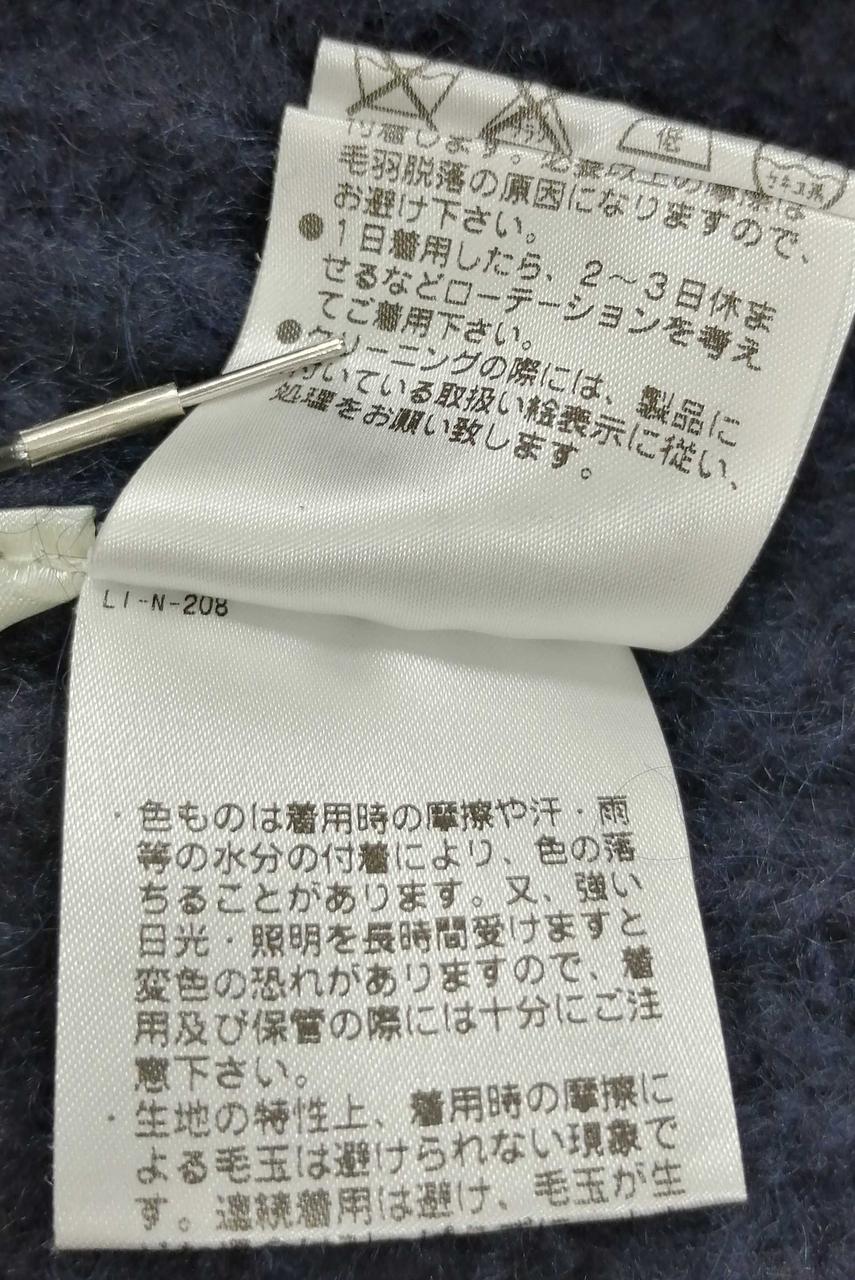 低
毛羽脱落の原因になりますので、
お避け下さい。
●1日着用したら、2〜3日休ま
せるなどローテーションを考え
てご着用下さい。
●クリーニングの際には、製品に
付いている取扱い絵表示に従い、
処理をお願い致します。
LT-N-208
・色ものは着用時の摩擦や汗・雨
等の水分の付着により、色の落
ちることがあります。又、強い
日光・照明を長時間受けますと
変色の恐れがありますので、着
用及び保管の際には十分にご注
意下さい。
・生地の特性上、着用時の摩擦に
よる毛玉は避けられない現象で
す。連続着用は避け、毛玉が生